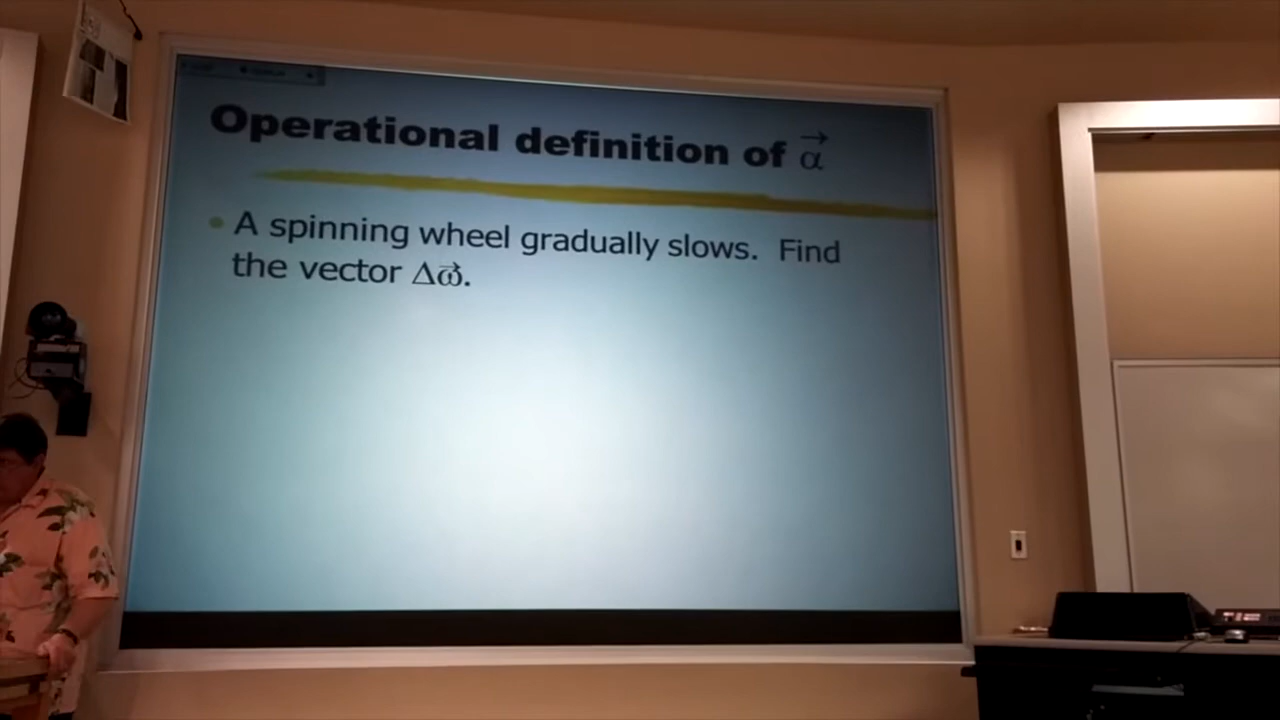 Operational definition of α⃗
• A spinning wheel gradually slows. Find
the vector Δω⃗.